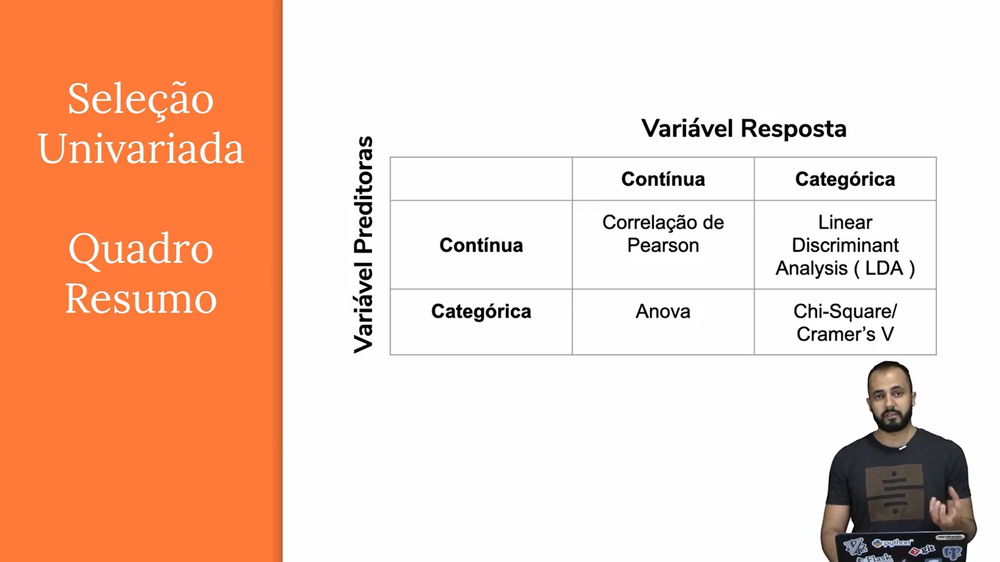 Seleção
Univariada
Quadro
Resumo
Variável Resposta
Variável Preditoras
Contínua
Categórica
Contínua
Correlação de
Pearson
Linear
Discriminant
Analysis ( LDA )
Categórica
Anova
Chi-Square/
Cramer’s V
python
git
Flask